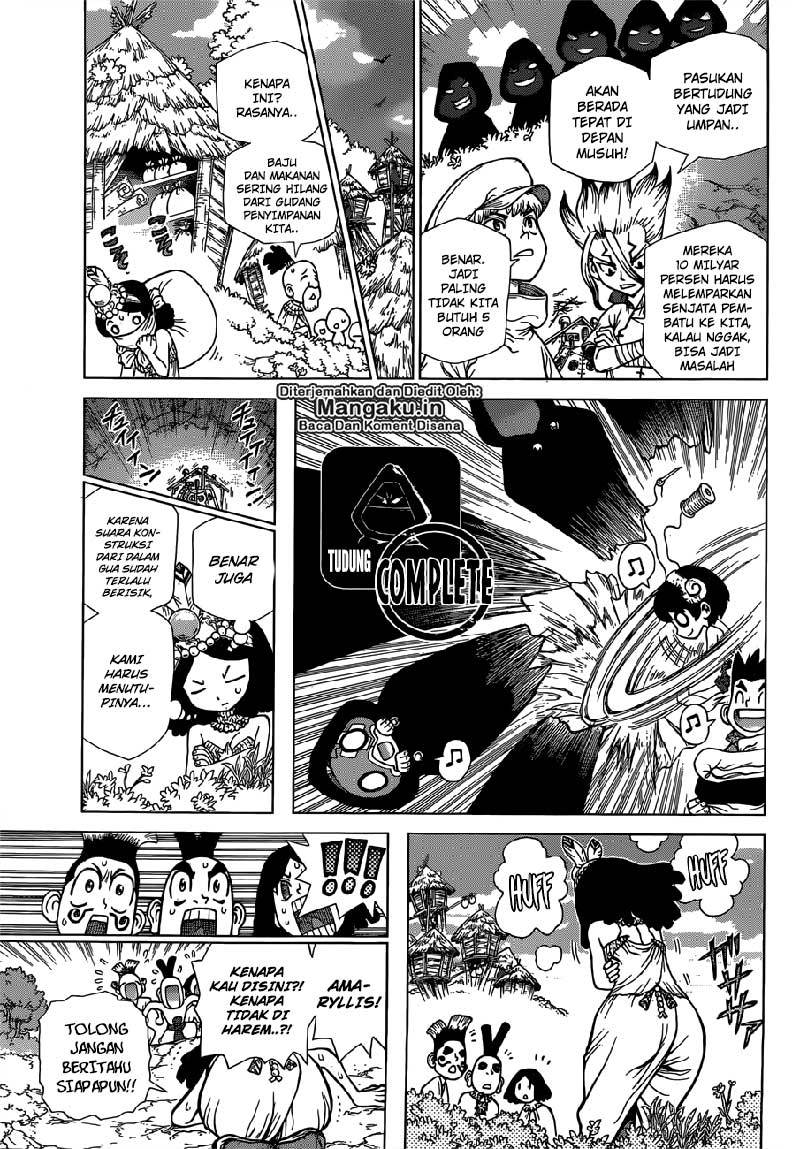 PASUKAN
BERTUDUNG
YANG JADI
UMPAN..
AKAN
BERADA
TEPAT DI
DEPAN
MUSUH!
MEREKA
10 MILYAR
PERSEN HARUS
MELEMPARKAN
SENJATA PEM-
BATU KE KITA,
KALAU NGGAK,
BISA JADI
MASALAH
BENAR.
JADI
PALING
TIDAK KITA
BUTUH 5
ORANG
KENAPA
INI?
RASANYA..
BAJU
DAN MAKANAN
SERING HILANG
DARI GUDANG
PENYIMPANAN
KITA..
Diterjemahkan dan Diedit Oleh:
Mangaku.in
Baca Dan Koment Disana
TUDUNG
COMPLETE
BENAR
JUGA
KARENA
SUARA KON-
STRUKSI
DARI DALAM
GUA SUDAH
TERLALU
BERISIK,
KAMI
HARUS
MENUTU-
PINYA...
HUFF
HUFF
!!!
AMA-
RYLLIS!
KENAPA
KAU DISINI?!
KENAPA
TIDAK DI
HAREM..?!
TOLONG
JANGAN
BERITAHU
SIAPAPUN!!